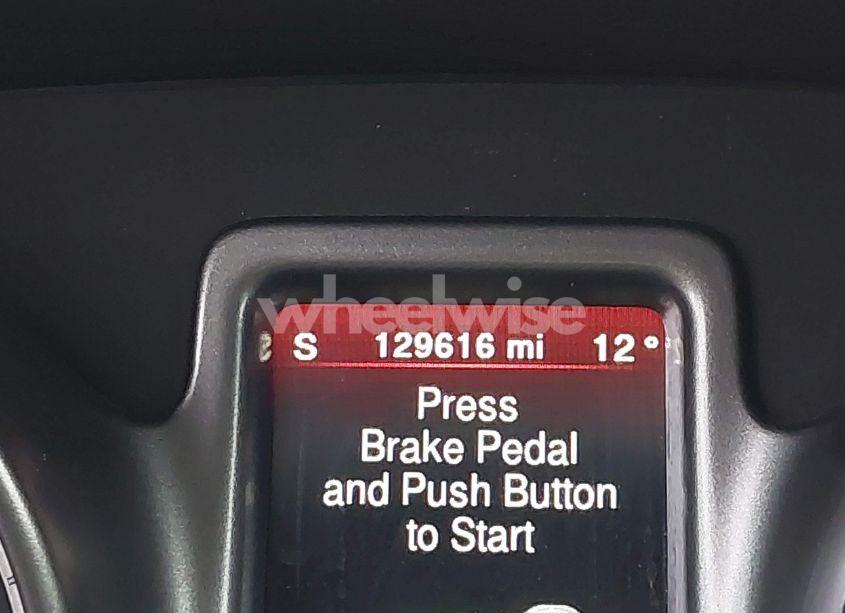 wheelwise
S 129616 mi 12°
Press
Brake Pedal
and Push Button
to Start